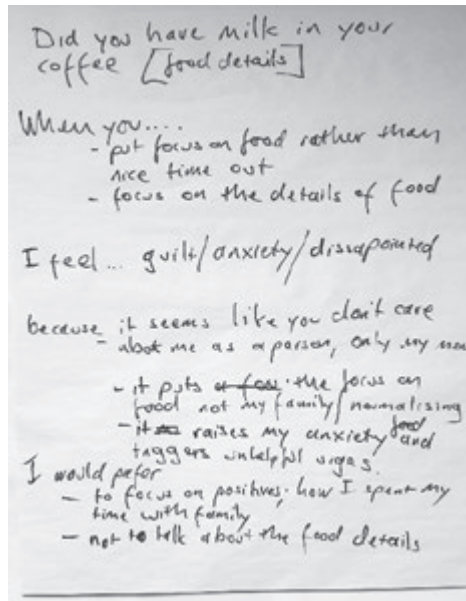 Did you have milk in your
coffee [food details]
When you....
- put focus on food rather than
nice time out
- focus on the details of food
I feel... guilt/anxiety/dissapointed
because it seems like you don't care
- abot me as a person, only my
- it puts the focus on
food not my family/normalising food
- it raises my anxiety and
triggers unhelpful urges.
I would pefer
- to focus on positives, how I spent my
time with family
- not to talk about the food details